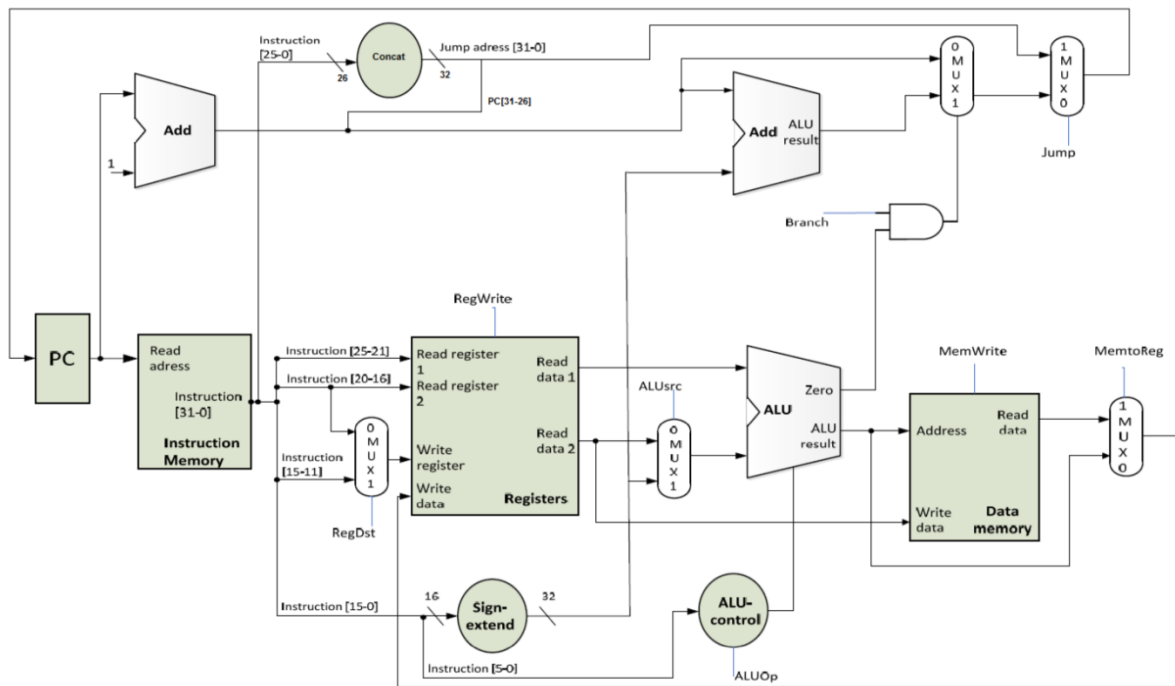 Instruction
[25-0]
26
Concat
32
Jump adress [31-0]
PC[31-26]
Add
1
Add
ALU
result
0
M
U
X
1
1
M
U
X
0
Jump
Branch
PC
Read
adress
Instruction
[31-0]
Instruction
Memory
Instruction [25-21]
Instruction [20-16]
Instruction
[15-11]
0
M
U
X
1
RegDst
RegWrite
Read register
1
Read register
2
Write
register
Write
data
Read
data 1
Read
data 2
Registers
ALUsrc
0
M
U
X
1
ALU
Zero
ALU
result
MemWrite
Address
Read
data
Write
data
Data
memory
MemtoReg
1
M
U
X
0
Instruction [15-0]
16
Sign-
extend
32
Instruction [5-0]
ALU-
control
ALUOp